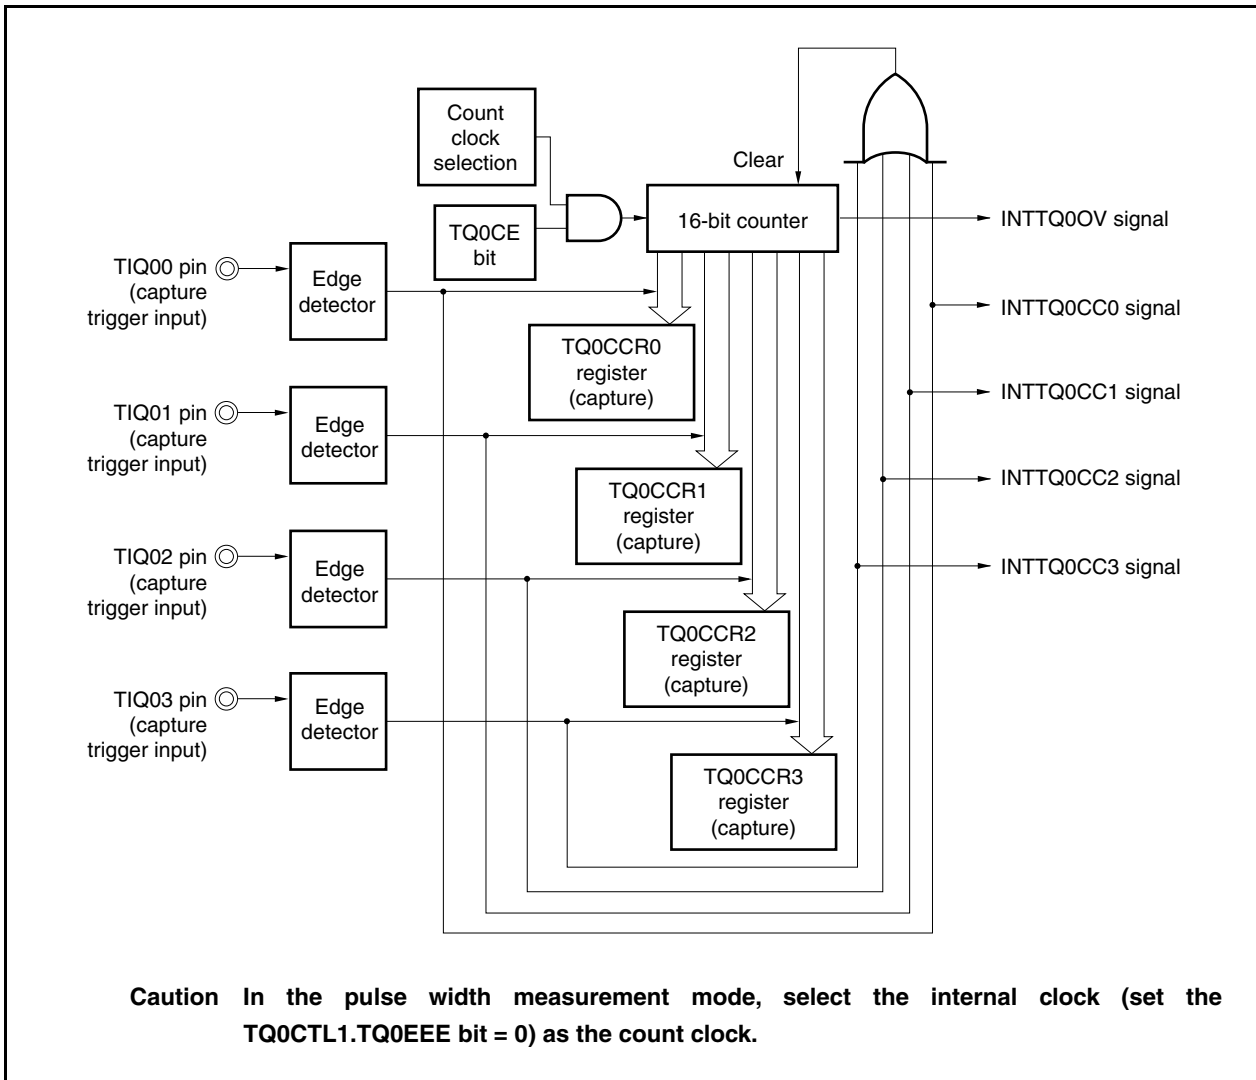 Count
clock
selection
Clear
TQ0CE
bit
16-bit counter
INTTQ0OV signal
TIQ00 pin
(capture
trigger input)
Edge
detector
INTTQ0CC0 signal
TQ0CCR0
register
(capture)
TIQ01 pin
(capture
trigger input)
Edge
detector
INTTQ0CC1 signal
TQ0CCR1
register
(capture)
INTTQ0CC2 signal
TIQ02 pin
(capture
trigger input)
Edge
detector
INTTQ0CC3 signal
TQ0CCR2
register
(capture)
TIQ03 pin
(capture
trigger input)
Edge
detector
TQ0CCR3
register
(capture)
Caution In the pulse width measurement mode, select the internal clock (set the
TQ0CTL1.TQ0EEE bit = 0) as the count clock.